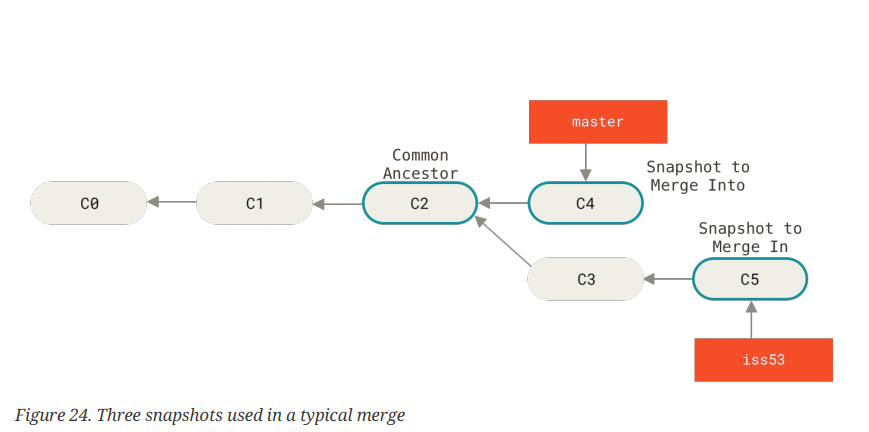 master
Common
Ancestor
Snapshot to
Merge Into
C0
C1
C2
C4
Snapshot to
Merge In
C3
C5
iss53
Figure 24. Three snapshots used in a typical merge